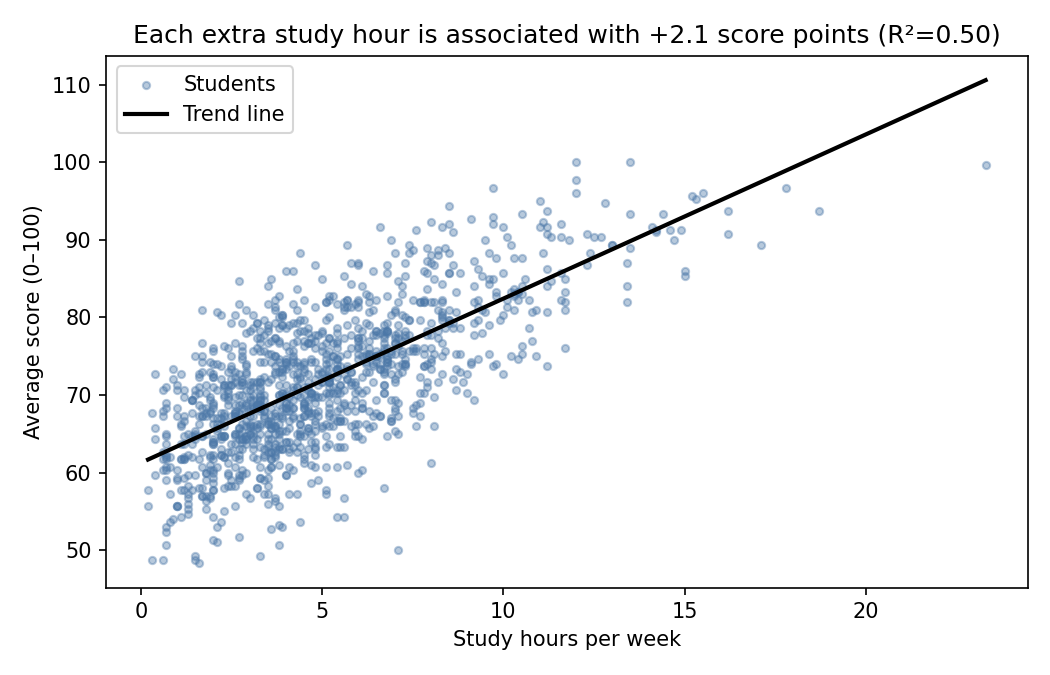 Each extra study hour is associated with +2.1 score points (R²=0.50)
Students
Trend line
Average score (0–100)
110
100
90
80
70
60
50
0
5
10
15
20
Study hours per week